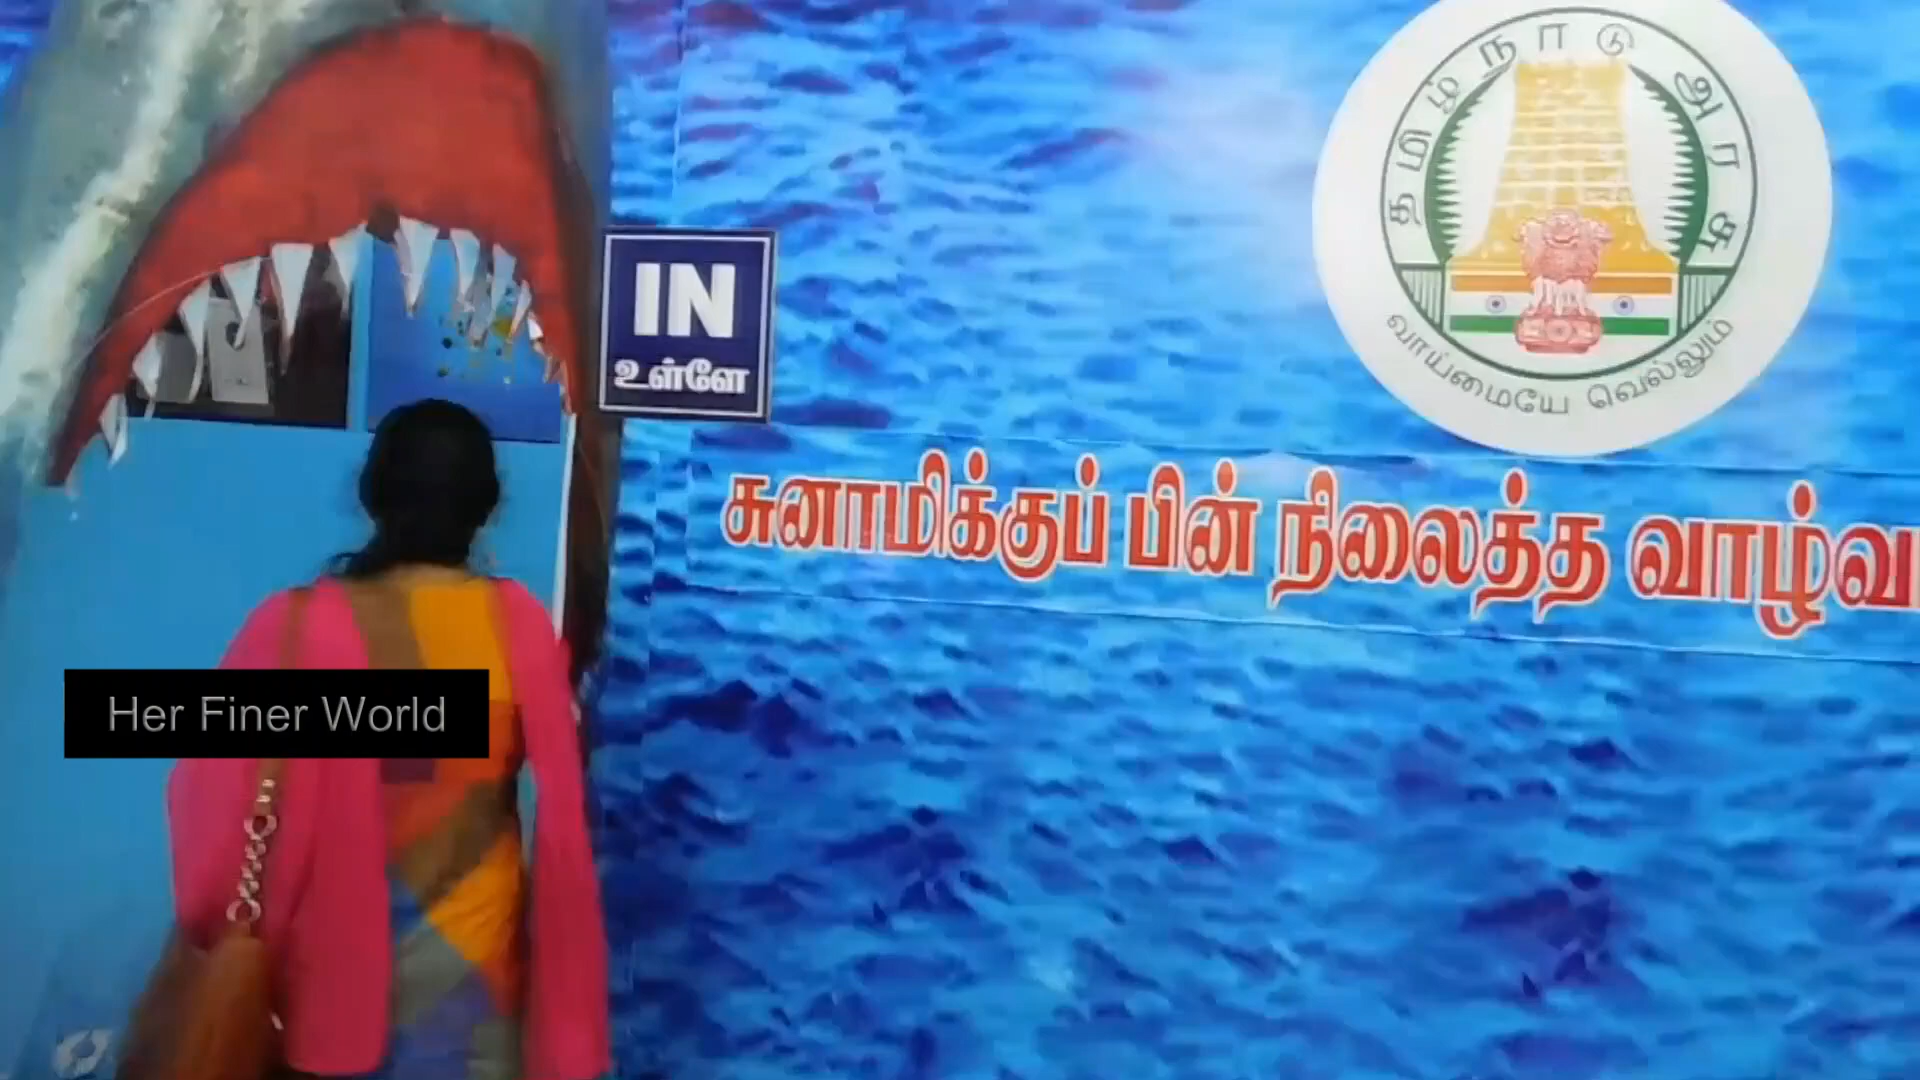 தமிழ்நாடு அரசு
IN
உள்ளே
வாய்மையே வெல்லும்
சுனாமிக்குப் பின் நிலைத்த
Her Finer World